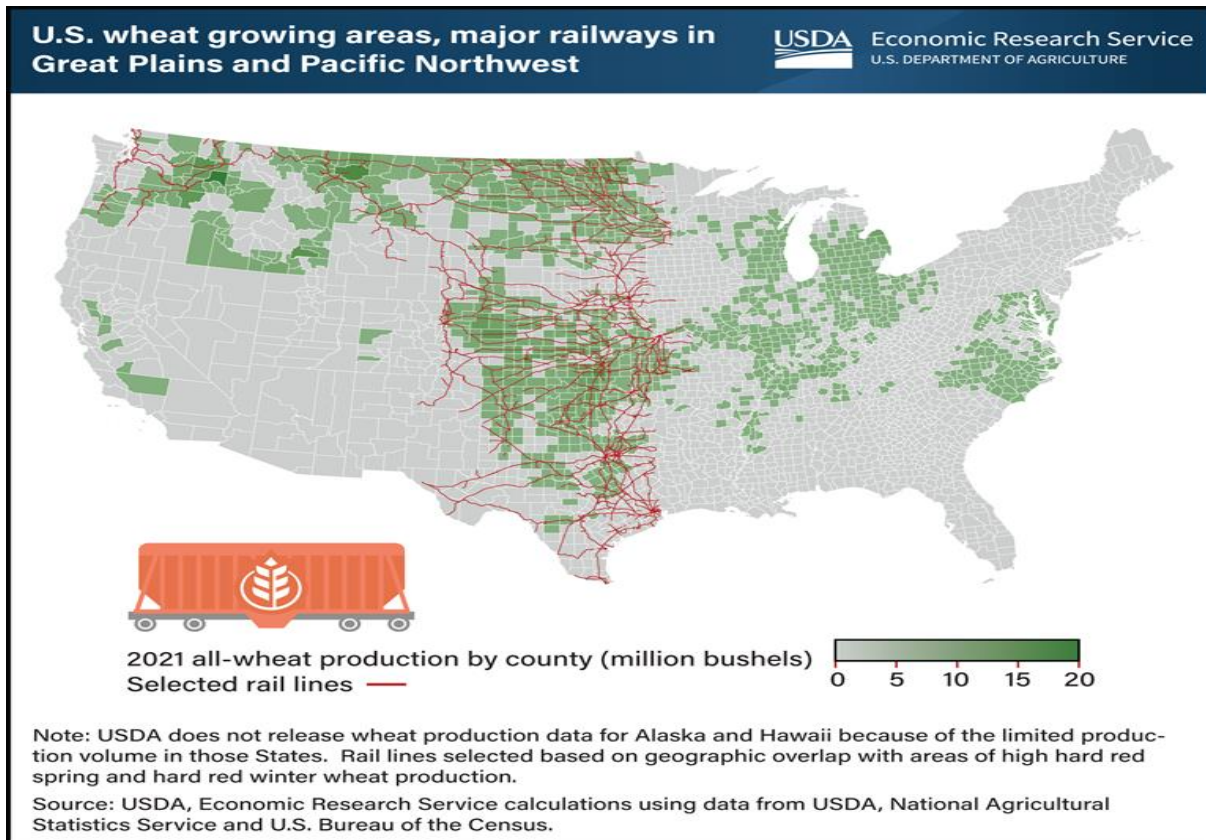 U.S. wheat growing areas, major railways in
Great Plains and Pacific Northwest
USDA Economic Research Service
U.S. DEPARTMENT OF AGRICULTURE
2021 all-wheat production by county (million bushels)
0 5 10 15 20
Selected rail lines
Note: USDA does not release wheat production data for Alaska and Hawaii because of the limited produc-
tion volume in those States. Rail lines selected based on geographic overlap with areas of high hard red
spring and hard red winter wheat production.
Source: USDA, Economic Research Service calculations using data from USDA, National Agricultural
Statistics Service and U.S. Bureau of the Census.